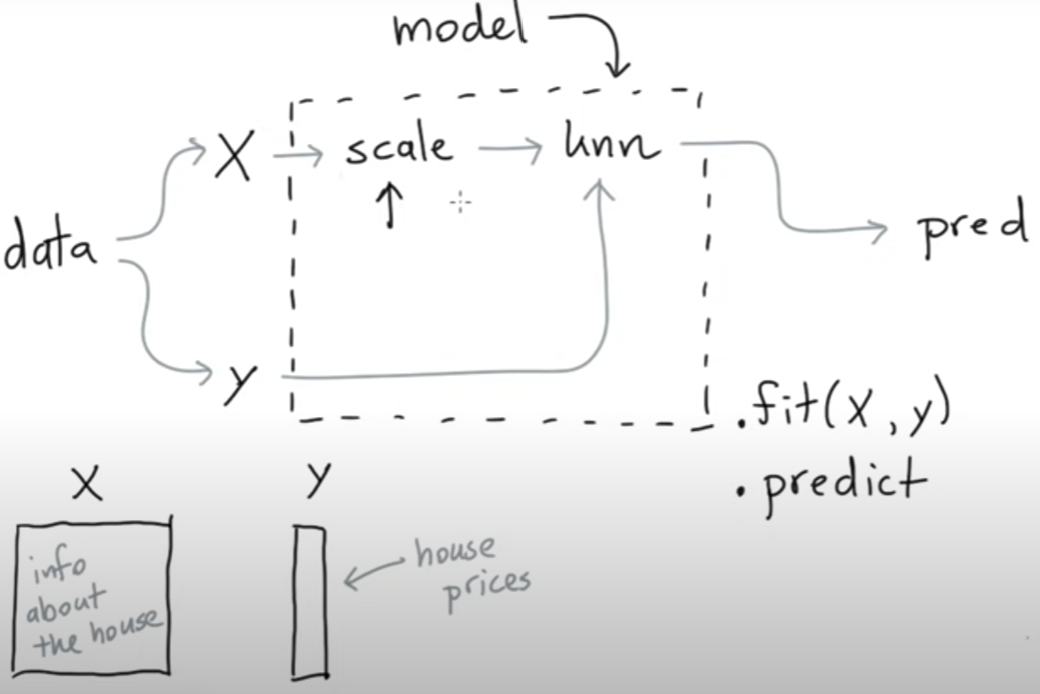 model
data
X
scale
knn
pred
y
.fit(X, y)
.predict
X
y
info
about
the house
house
prices